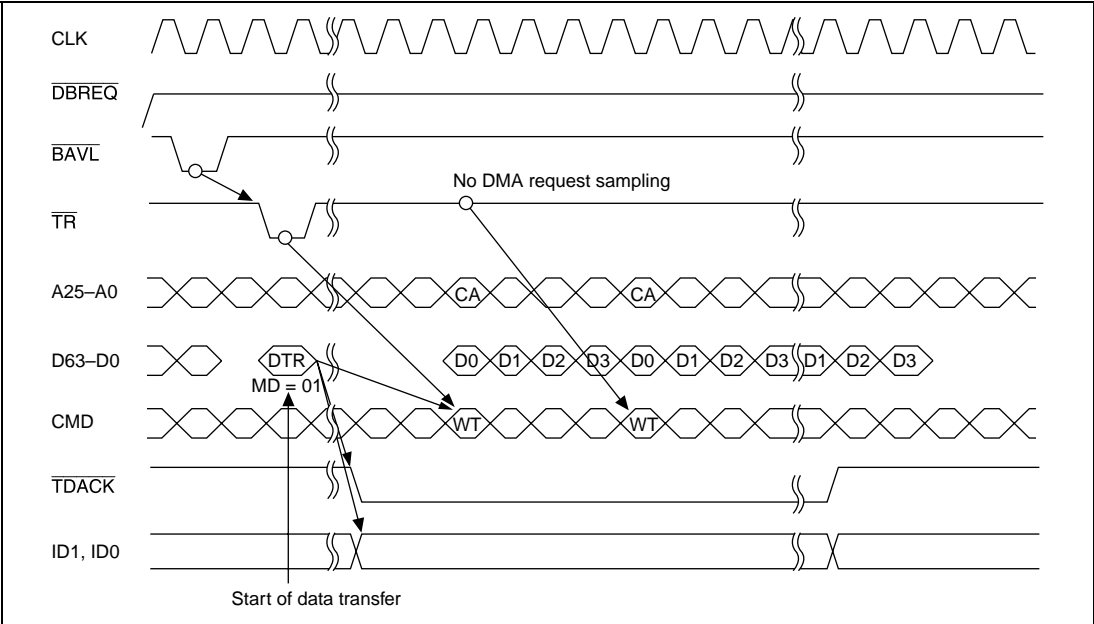 CLK
DBREQ
BAVL
No DMA request sampling
TR
A25–A0 CA CA
D63–D0 DTR D0 D1 D2 D3 D0 D1 D2 D3 D1 D2 D3
MD = 01
CMD WT WT
TDACK
ID1, ID0
Start of data transfer